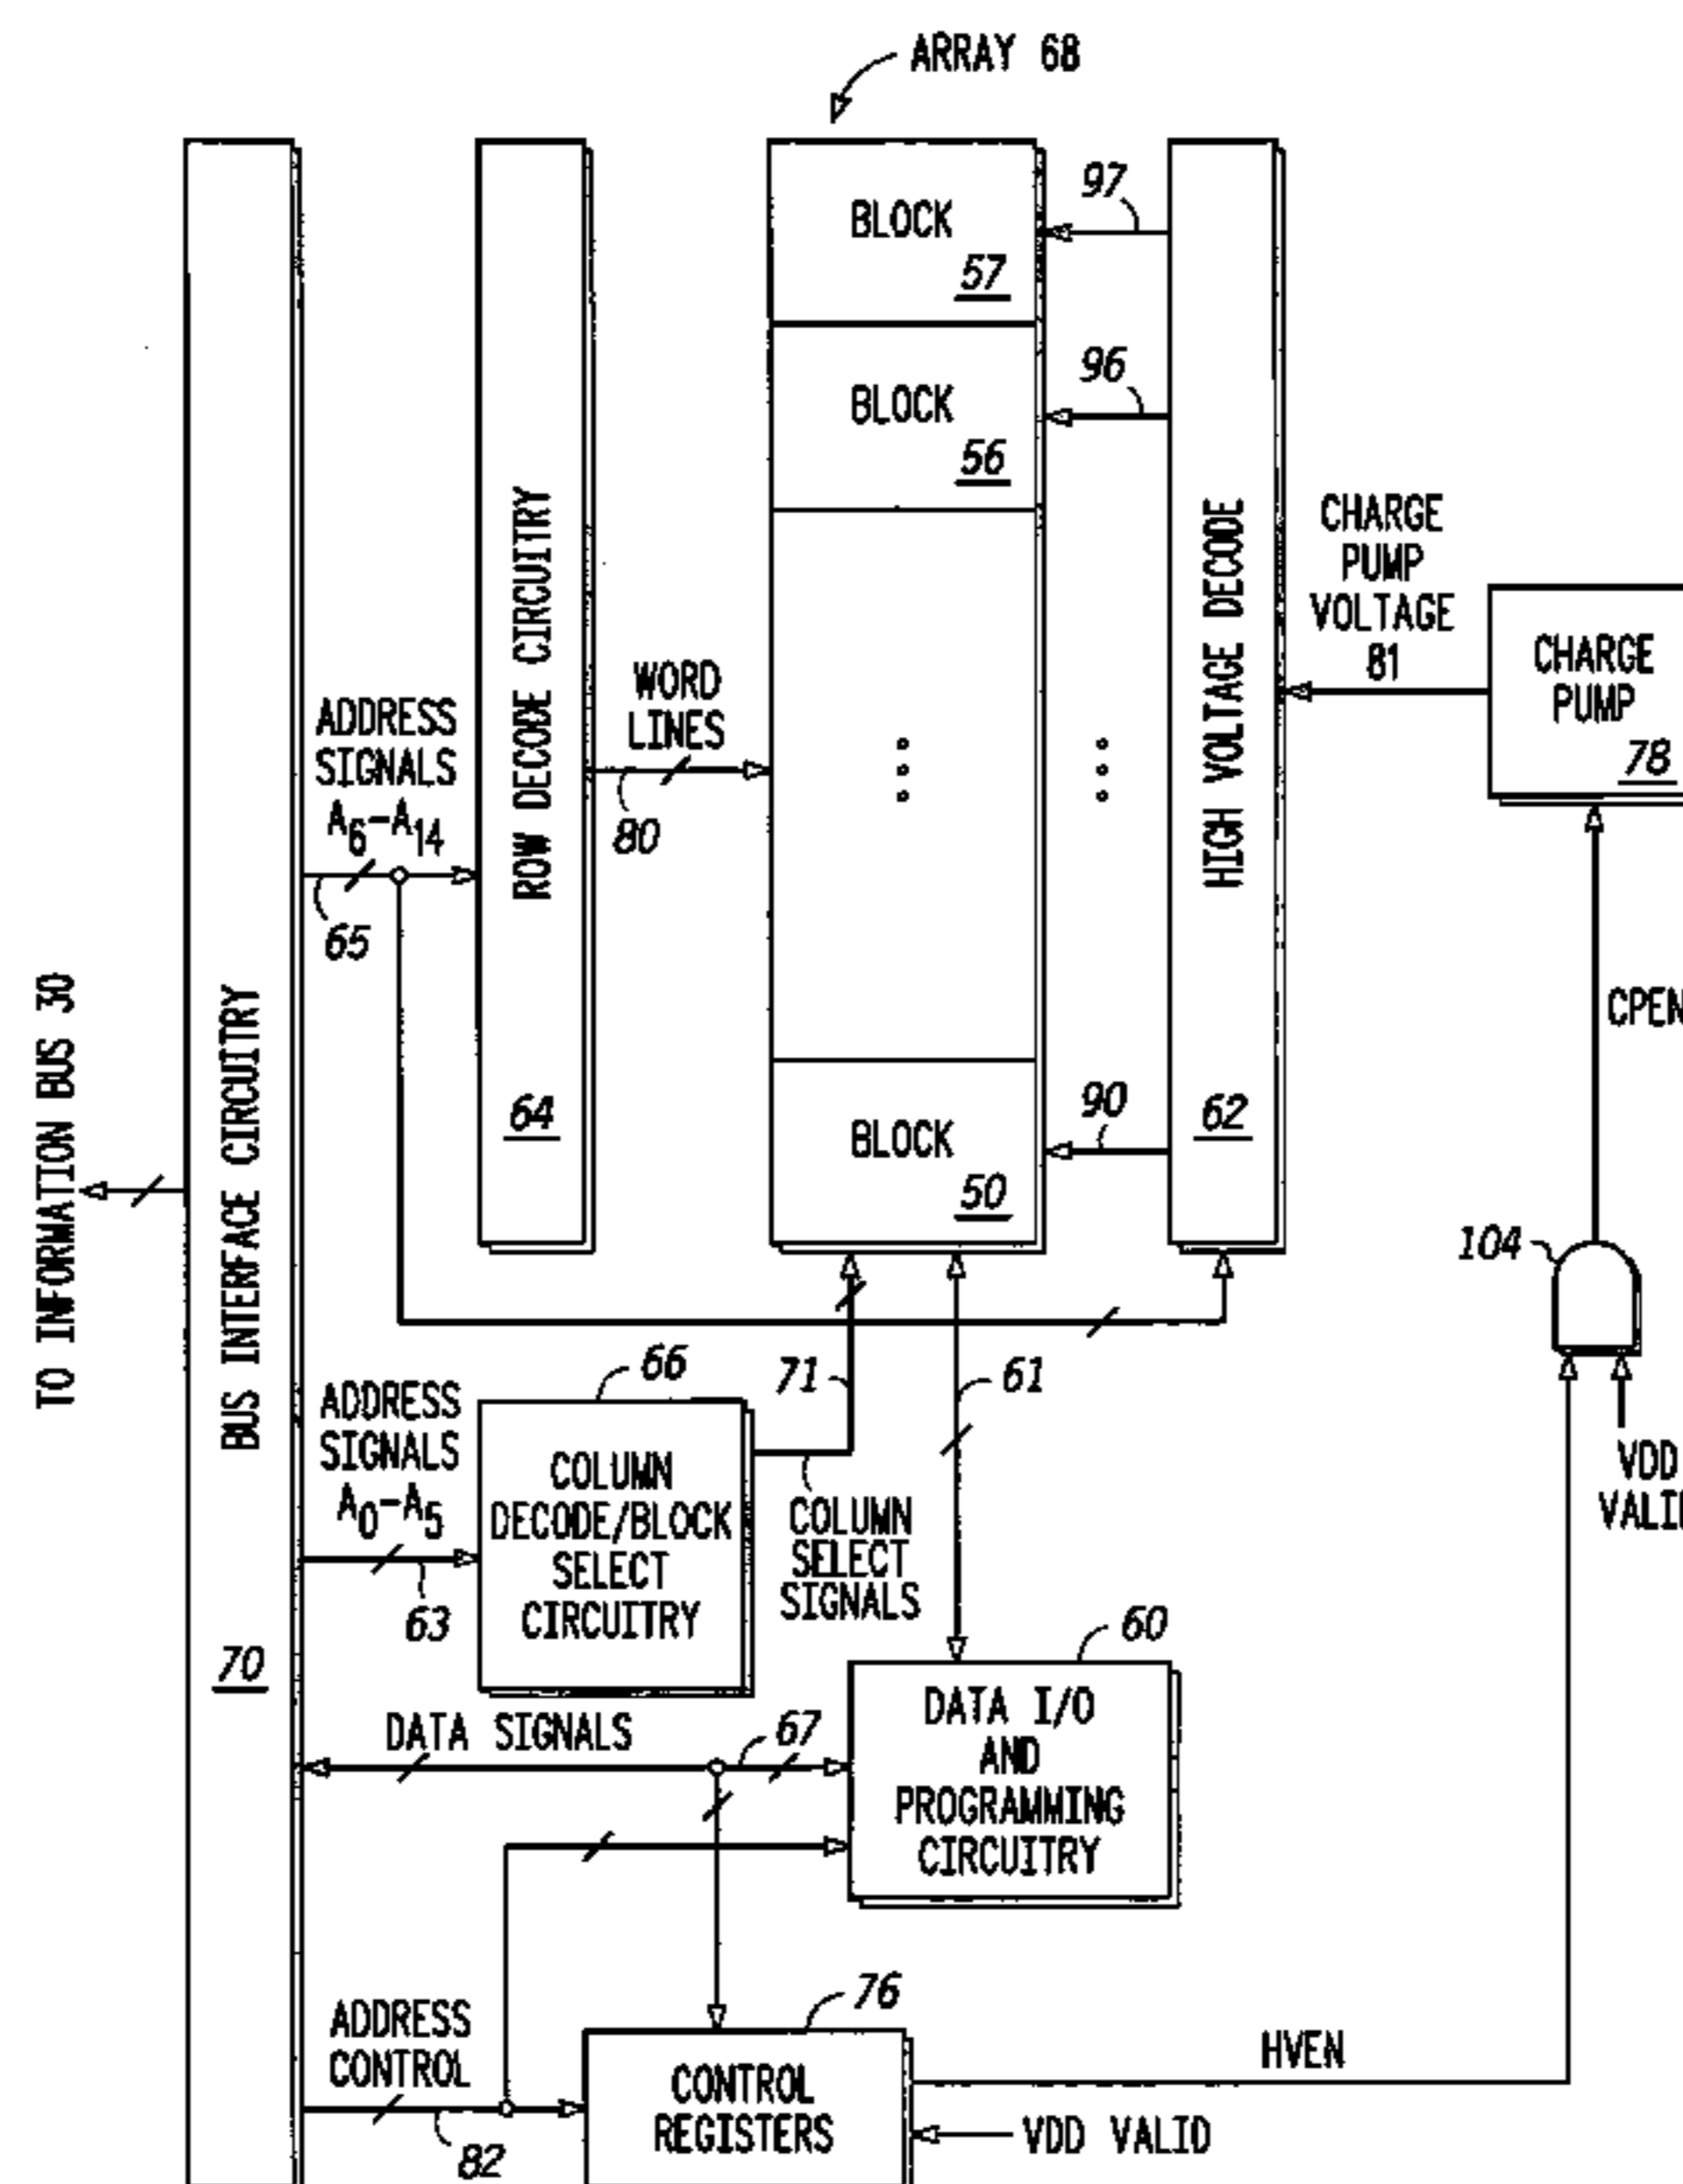 ARRAY 68
BLOCK
57
97
BLOCK
56
96
ROW DECODE CIRCUITRY
64
HIGH VOLTAGE DECODE
62
CHARGE
PUMP
VOLTAGE
81
CHARGE
PUMP
78
WORD
LINES
80
ADDRESS
SIGNALS
A6-A14
65
CPEN
TO INFORMATION BUS 30
BUS INTERFACE CIRCUITRY
70
BLOCK
50
90
104
VDD
66
71
61
ADDRESS
SIGNALS
A0-A5
63
COLUMN
DECODE/BLOCK
SELECT
CIRCUITRY
COLUMN
SELECT
SIGNALS
60
DATA SIGNALS
67
DATA I/O
AND
PROGRAMMING
CIRCUITRY
76
ADDRESS
CONTROL
82
CONTROL
REGISTERS
HVEN
VDD VALID